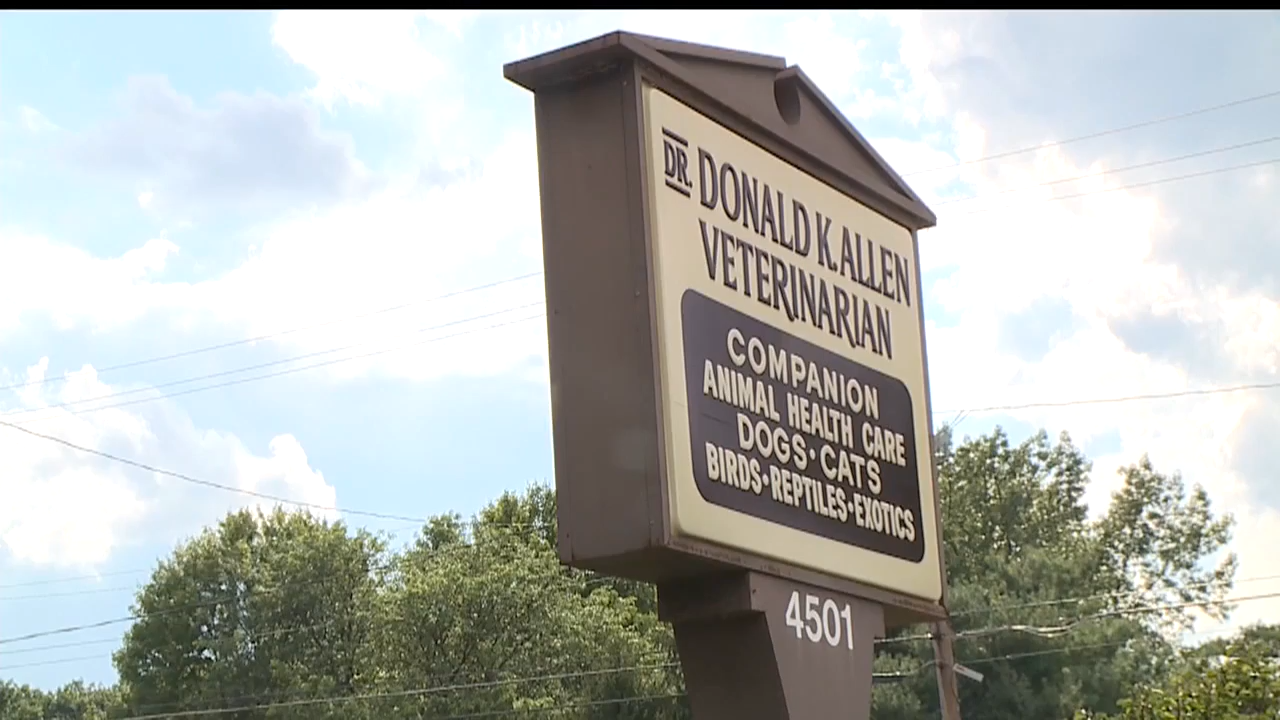 DR. DONALD K. ALLEN
VETERINARIAN
COMPANION
ANIMAL HEALTH CARE
DOGS • CATS
BIRDS • REPTILES • EXOTICS
4501